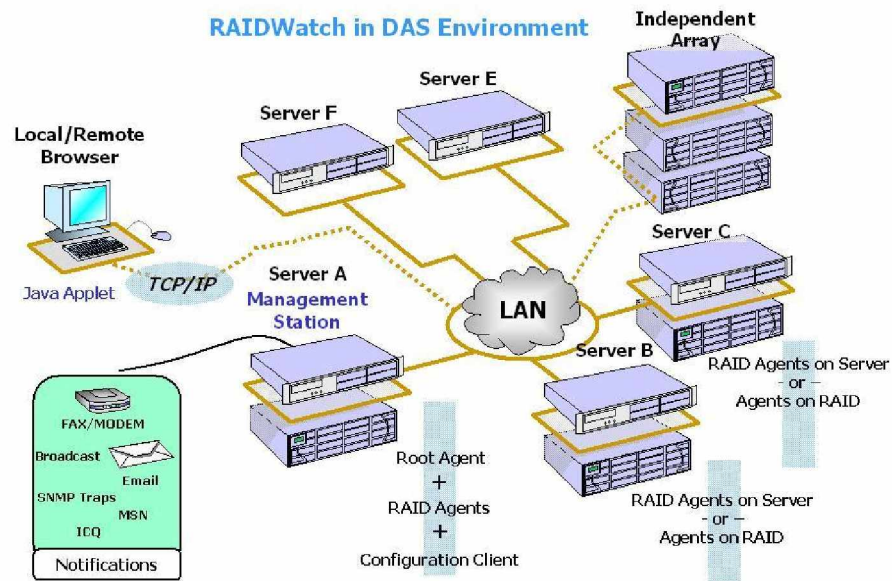 RAIDWatch in DAS Environment
Independent
Array
Server E
Server F
Local/Remote
Browser
Java Applet
TCP/IP
Server A
Management
Station
LAN
Server C
Server B
RAID Agents on Server
- or -
Agents on RAID
FAX/MODEM
Broadcast
Email
SNMP Traps
MSN
ICQ
Notifications
Root Agent
+
RAID Agents
+
Configuration Client
RAID Agents on Server
- or -
Agents on RAID